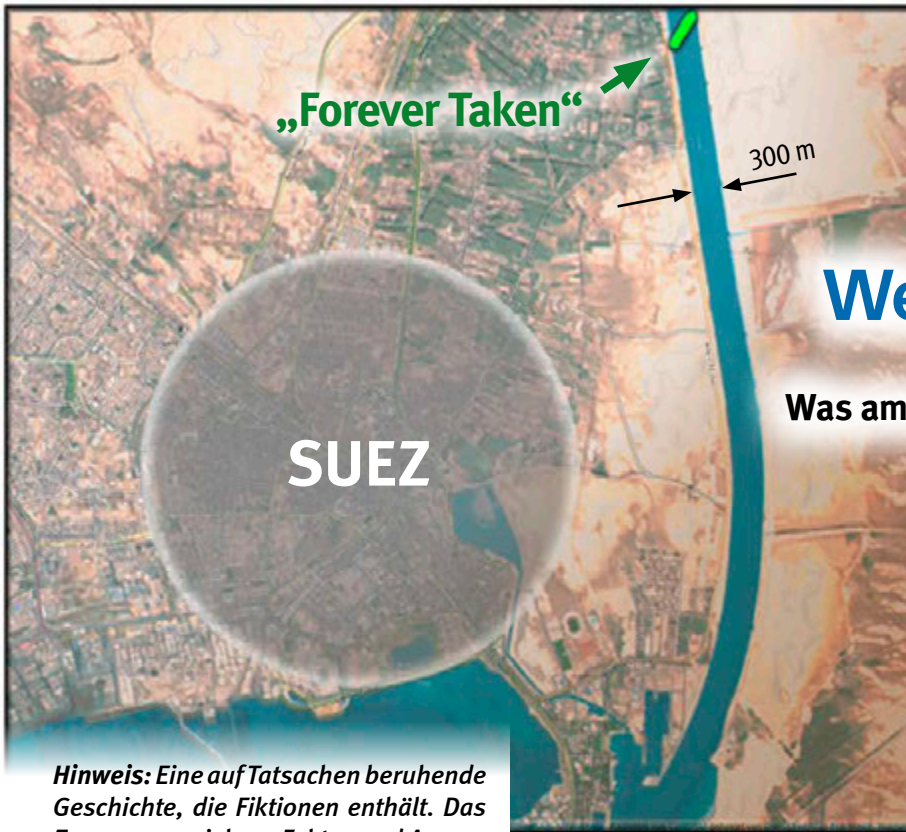 „Forever Taken“
300 m
We
Was am
SUEZ
Hinweis: Eine auf Tatsachen beruhende
Geschichte, die Fiktionen enthält. Das